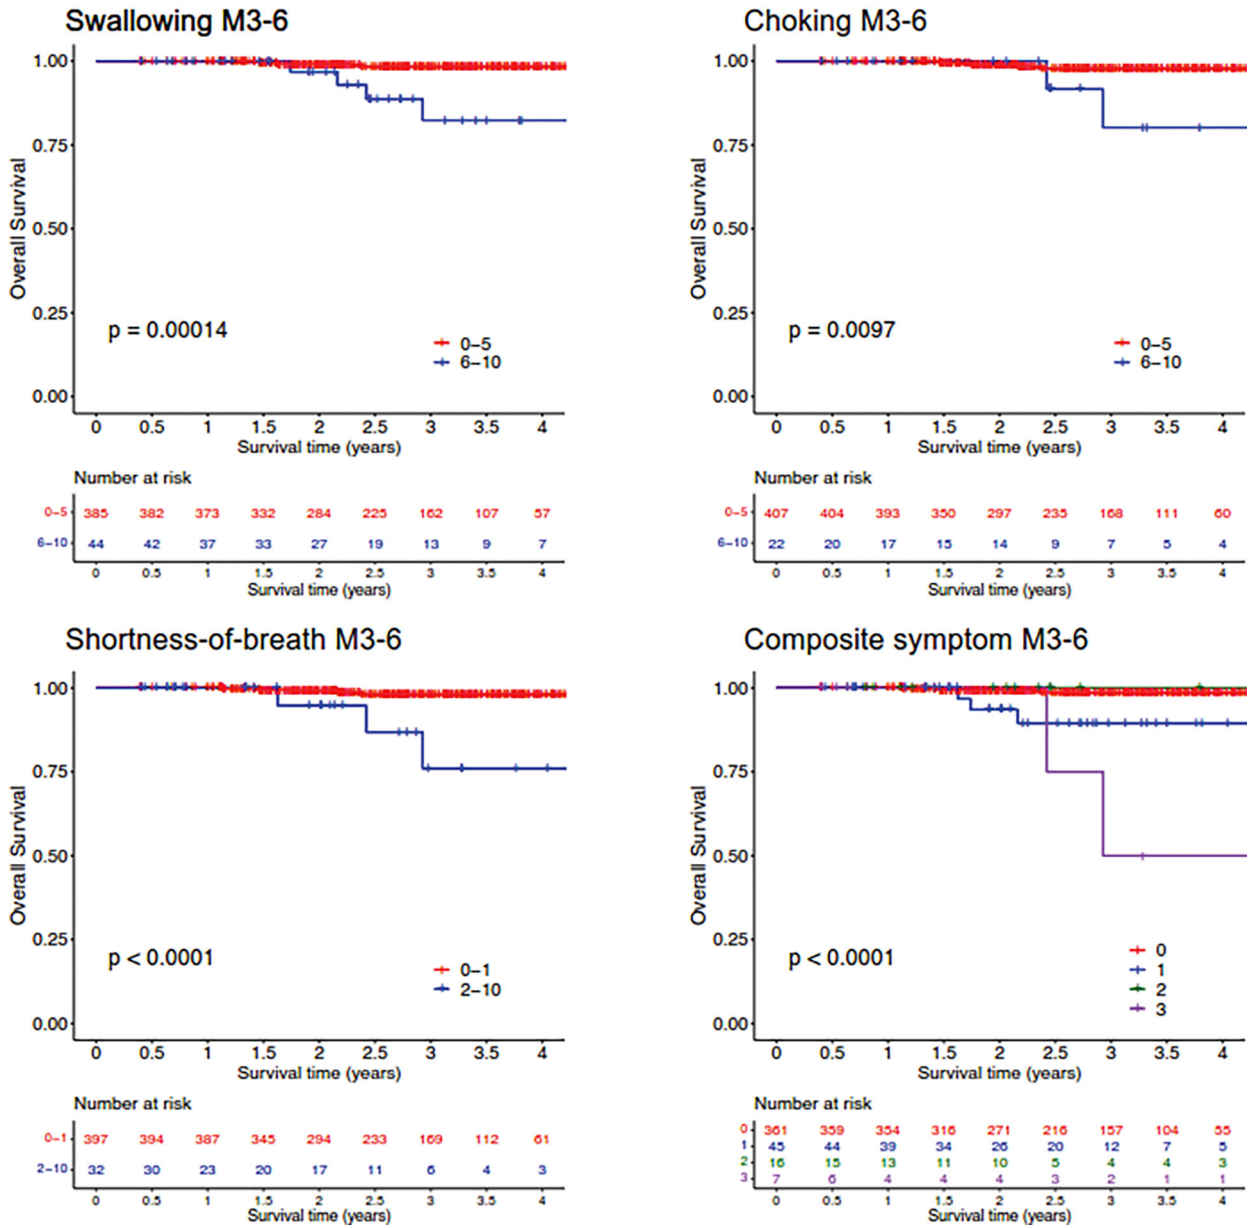 Swallowing M3-6
Overall Survival
1.00
0.75
0.50
0.25
0.00
p = 0.00014
0–5
6–10
0 0.5 1 1.5 2 2.5 3 3.5 4
Survival time (years)
Number at risk
0–5 385 382 373 332 284 225 162 107 57
6–10 44 42 37 33 27 19 13 9 7
0 0.5 1 1.5 2 2.5 3 3.5 4
Survival time (years)
Choking M3-6
Overall Survival
1.00
0.75
0.50
0.25
0.00
p = 0.0097
0–5
6–10
0 0.5 1 1.5 2 2.5 3 3.5 4
Survival time (years)
Number at risk
0–5 407 404 393 350 297 235 168 111 60
6–10 22 20 17 15 14 9 7 5 4
0 0.5 1 1.5 2 2.5 3 3.5 4
Survival time (years)
Shortness-of-breath M3-6
Overall Survival
1.00
0.75
0.50
0.25
0.00
p < 0.0001
0–1
2–10
0 0.5 1 1.5 2 2.5 3 3.5 4
Survival time (years)
Number at risk
0–1 397 394 387 345 294 233 169 112 61
2–10 32 30 23 20 17 11 6 4 3
0 0.5 1 1.5 2 2.5 3 3.5 4
Survival time (years)
Composite symptom M3-6
Overall Survival
1.00
0.75
0.50
0.25
0.00
p < 0.0001
0
1
2
3
0 0.5 1 1.5 2 2.5 3 3.5 4
Survival time (years)
Number at risk
0 361 359 354 316 271 216 157 104 55
1 45 44 39 34 26 20 12 7 5
2 16 15 13 11 10 5 4 4 3
3 7 6 4 4 4 3 2 1 1
0 0.5 1 1.5 2 2.5 3 3.5 4
Survival time (years)